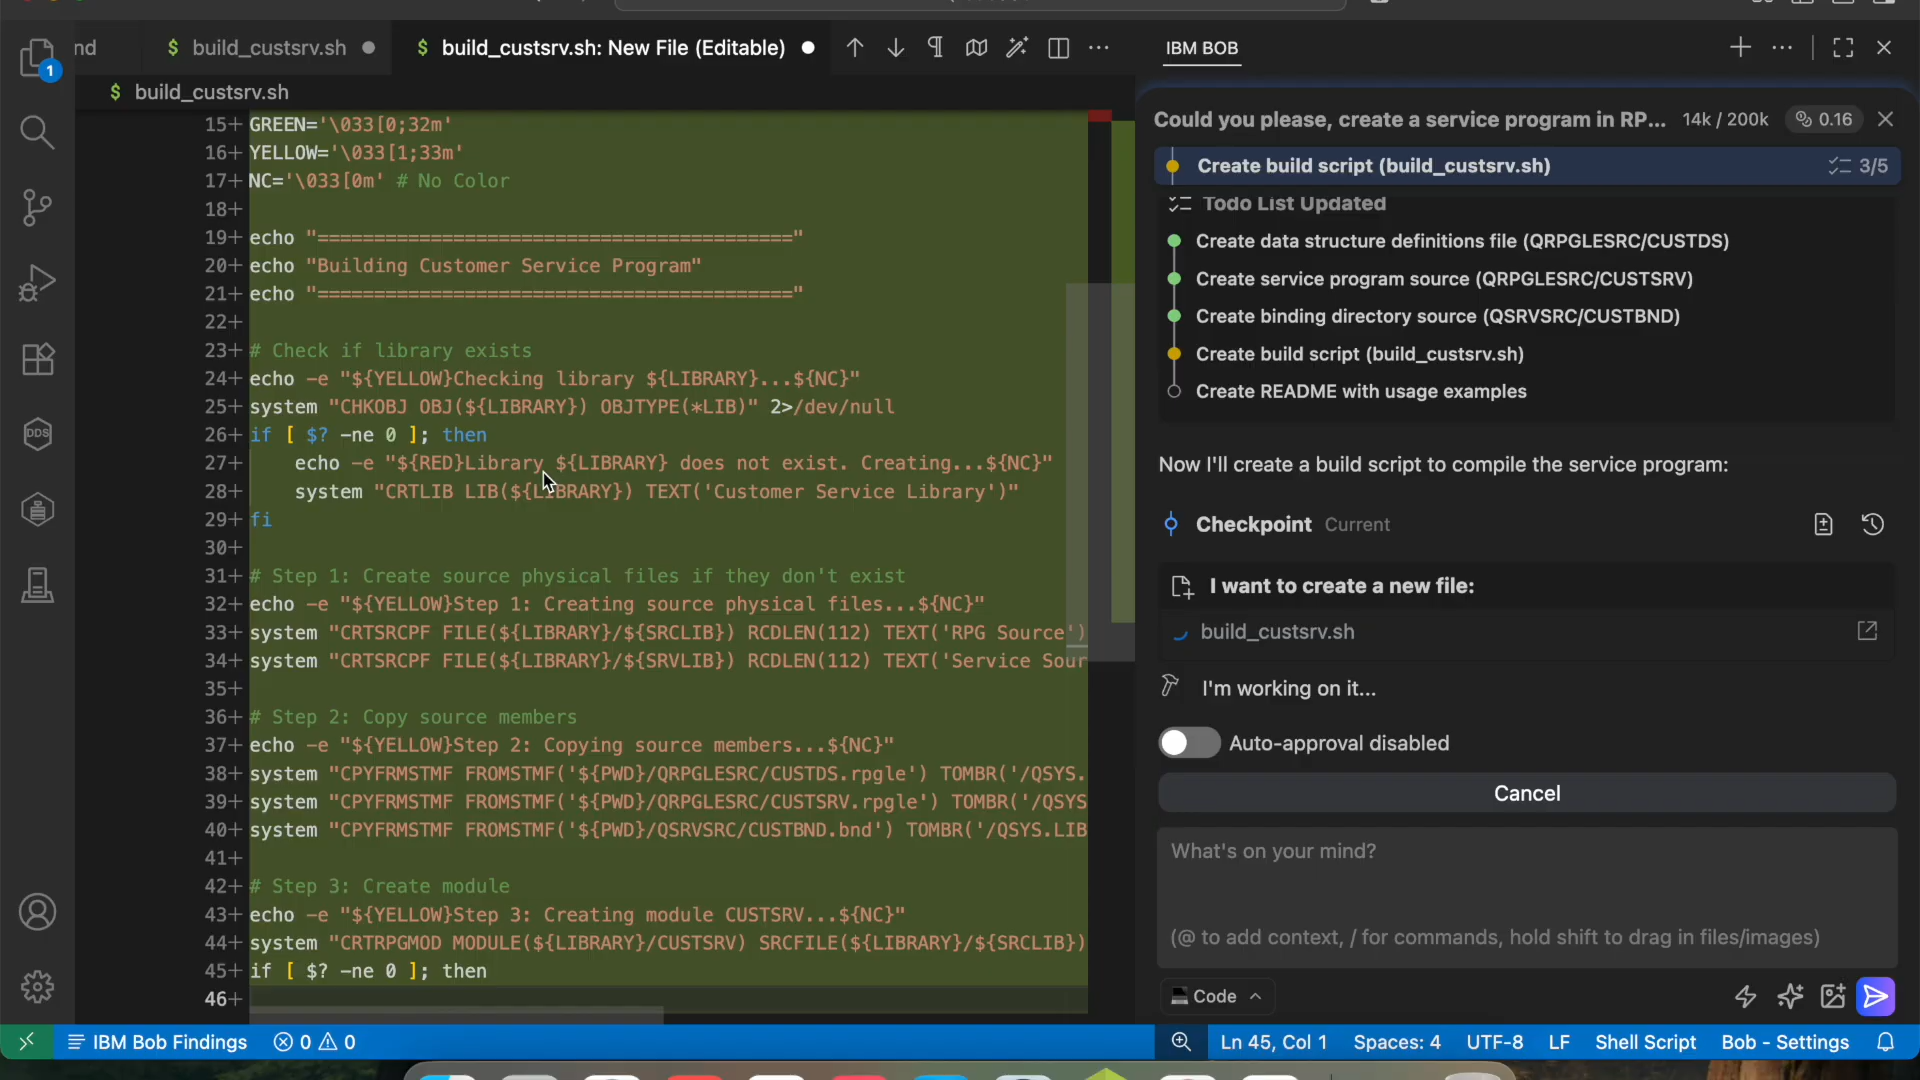 nd
$ build_custsrv.sh
$ build_custsrv.sh: New File (Editable)
1
$ build_custsrv.sh
15+ GREEN='\033[0;32m'
16+ YELLOW='\033[1;33m'
17+ NC='\033[0m' # No Color
18+
19+ echo "=========================================="
20+ echo "Building Customer Service Program"
21+ echo "=========================================="
22+
23+ # Check if library exists
24+ echo -e "${YELLOW}Checking library ${LIBRARY}...${NC}"
25+ system "CHKOBJ OBJ(${LIBRARY}) OBJTYPE(*LIB)" 2>/dev/null
26+ if [ $? -ne 0 ]; then
27+ echo -e "${RED}Library ${LIBRARY} does not exist. Creating...${NC}"
28+ system "CRTLIB LIB(${LIBRARY}) TEXT('Customer Service Library')"
29+ fi
30+
31+ # Step 1: Create source physical files if they don't exist
32+ echo -e "${YELLOW}Step 1: Creating source physical files...${NC}"
33+ system "CRTSRCPF FILE(${LIBRARY}/${SRCLIB}) RCDLEN(112) TEXT('RPG Source')
34+ system "CRTSRCPF FILE(${LIBRARY}/${SRVLIB}) RCDLEN(112) TEXT('Service Sour
35+
36+ # Step 2: Copy source members
37+ echo -e "${YELLOW}Step 2: Copying source members...${NC}"
38+ system "CPYFRMSTMF FROMSTMF('${PWD}/QRPGLESRC/CUSTDS.rpgle') TOMBR('/QSYS.
39+ system "CPYFRMSTMF FROMSTMF('${PWD}/QRPGLESRC/CUSTSRV.rpgle') TOMBR('/QSYS
40+ system "CPYFRMSTMF FROMSTMF('${PWD}/QSRVSRC/CUSTBND.bnd') TOMBR('/QSYS.LIB
41+
42+ # Step 3: Create module
43+ echo -e "${YELLOW}Step 3: Creating module CUSTSRV...${NC}"
44+ system "CRTRPGMOD MODULE(${LIBRARY}/CUSTSRV) SRCFILE(${LIBRARY}/${SRCLIB})
45+ if [ $? -ne 0 ]; then
46+
DDS
IBM BOB
Could you please, create a service program in RP... 14k / 200k 0.16
Create build script (build_custsrv.sh) 3/5
Todo List Updated
Create data structure definitions file (QRPGLESRC/CUSTDS)
Create service program source (QRPGLESRC/CUSTSRV)
Create binding directory source (QSRVSRC/CUSTBND)
Create build script (build_custsrv.sh)
Create README with usage examples
Now I'll create a build script to compile the service program:
Checkpoint Current
I want to create a new file:
build_custsrv.sh
I'm working on it...
Auto-approval disabled
Cancel
What's on your mind?
(@ to add context, / for commands, hold shift to drag in files/images)
Code
IBM Bob Findings 0 0 Ln 45, Col 1 Spaces: 4 UTF-8 LF Shell Script Bob - Settings